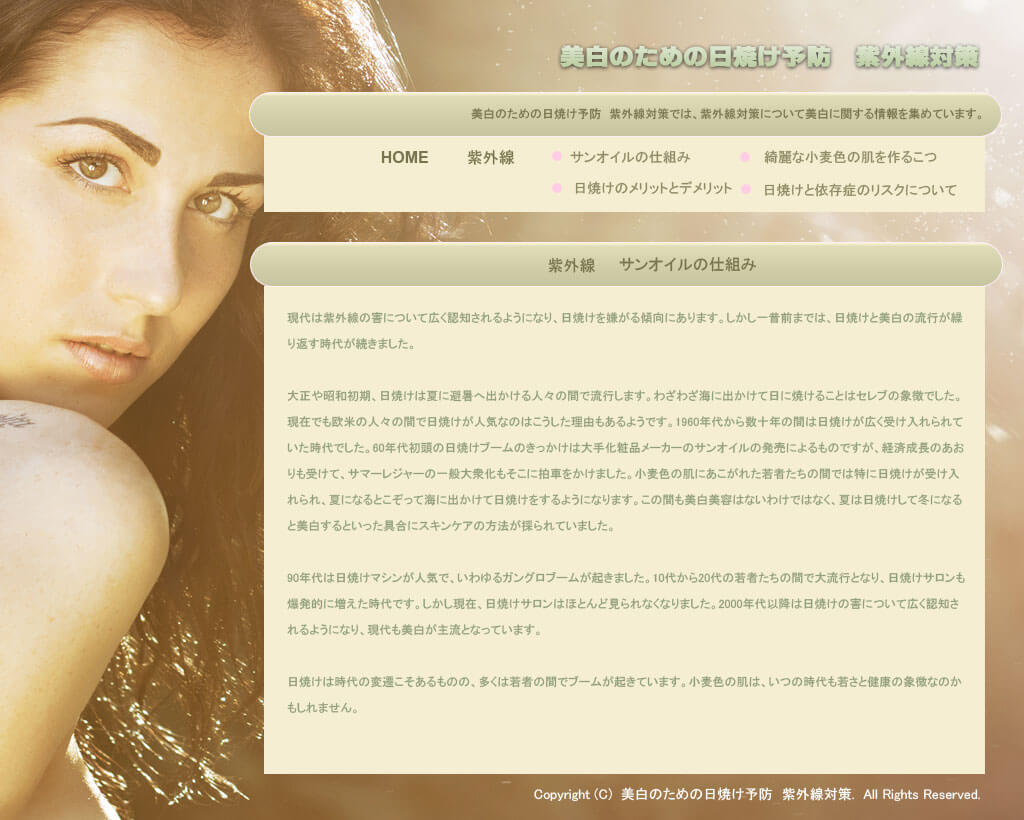 美白のための日焼け予防　紫外線対策
美白のための日焼け予防　紫外線対策では、紫外線対策について美白に関する情報を集めています。
HOME　紫外線　サンオイルの仕組み　綺麗な小麦色の肌を作るこつ
日焼けのメリットとデメリット　日焼けと依存症のリスクについて
紫外線　サンオイルの仕組み
現代は紫外線の害について広く認知されるようになり、日焼けを嫌がる傾向にあります。しかし一昔前までは、日焼けと美白の流行が繰
り返す時代が続きました。
大正や昭和初期、日焼けは夏に避暑へ出かける人々の間で流行します。わざわざ海に出かけて日に焼けることはセレブの象徴でした。
現在でも欧米の人々の間で日焼けが人気なのはこうした理由もあるようです。1960年代から数十年の間は日焼けが広く受け入れられて
いた時代でした。60年代初頭の日焼けブームのきっかけは大手化粧品メーカーのサンオイルの発売によるものですが、経済成長のあお
りも受けて、サマーレジャーの一般大衆化もそこに拍車をかけました。小麦色の肌にあこがれた若者たちの間では特に日焼けが受け入
れられ、夏になるとこぞって海に出かけて日焼けをするようになります。この間も美白美容はないわけではなく、夏は日焼けして冬になる
と美白するといった具合にスキンケアの方法が採られていました。
90年代は日焼けマシンが人気で、いわゆるガングロブームが起きました。10代から20代の若者たちの間で大流行となり、日焼けサロンも
爆発的に増えた時代です。しかし現在、日焼けサロンはほとんど見られなくなりました。2000年代以降は日焼けの害について広く認知さ
れるようになり、現代も美白が主流となっています。
日焼けは時代の変遷こそあるものの、多くは若者の間でブームが起きています。小麦色の肌は、いつの時代も若さと健康の象徴なのか
もしれません。
Copyright (C) 美白のための日焼け予防　紫外線対策. All Rights Reserved.